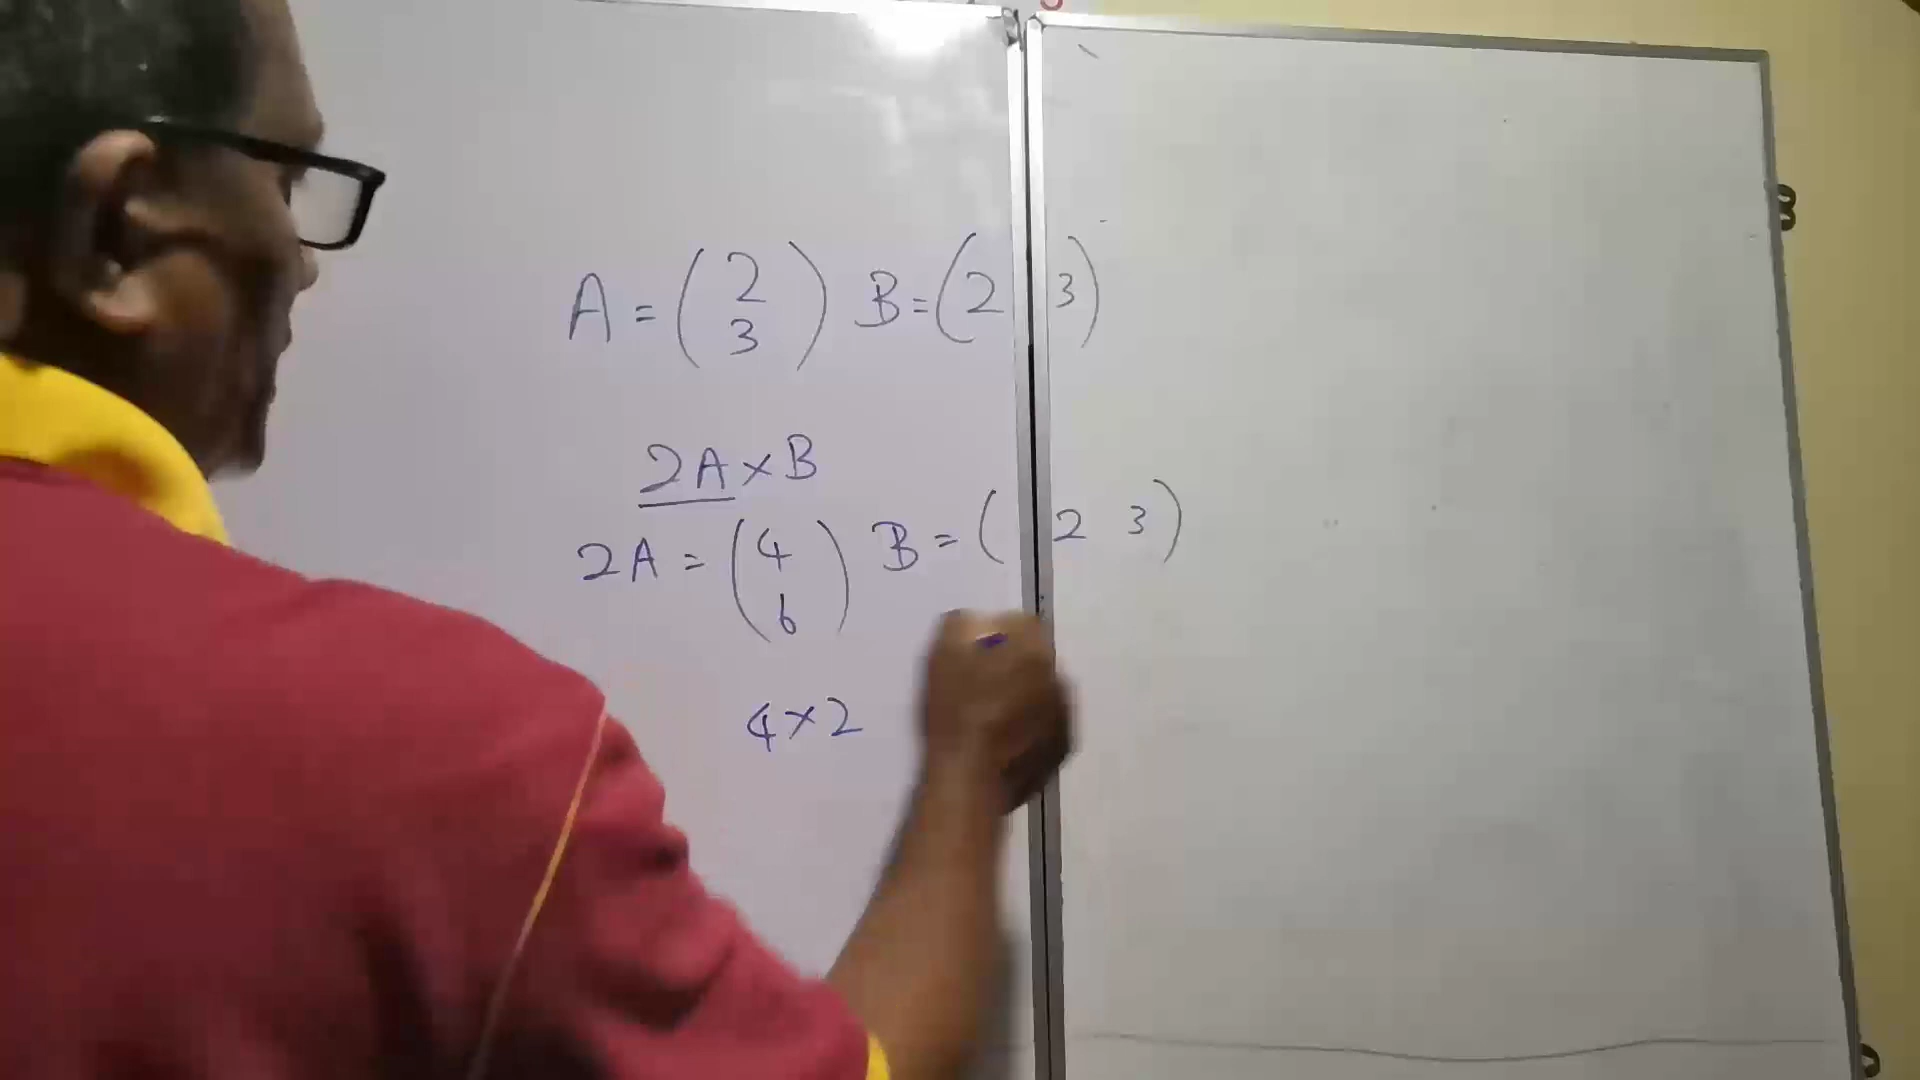 A = ( 2 ) B = ( 2 3 )
3
2A × B
2A = ( 4 ) B = ( 2 3 )
6
4 × 2